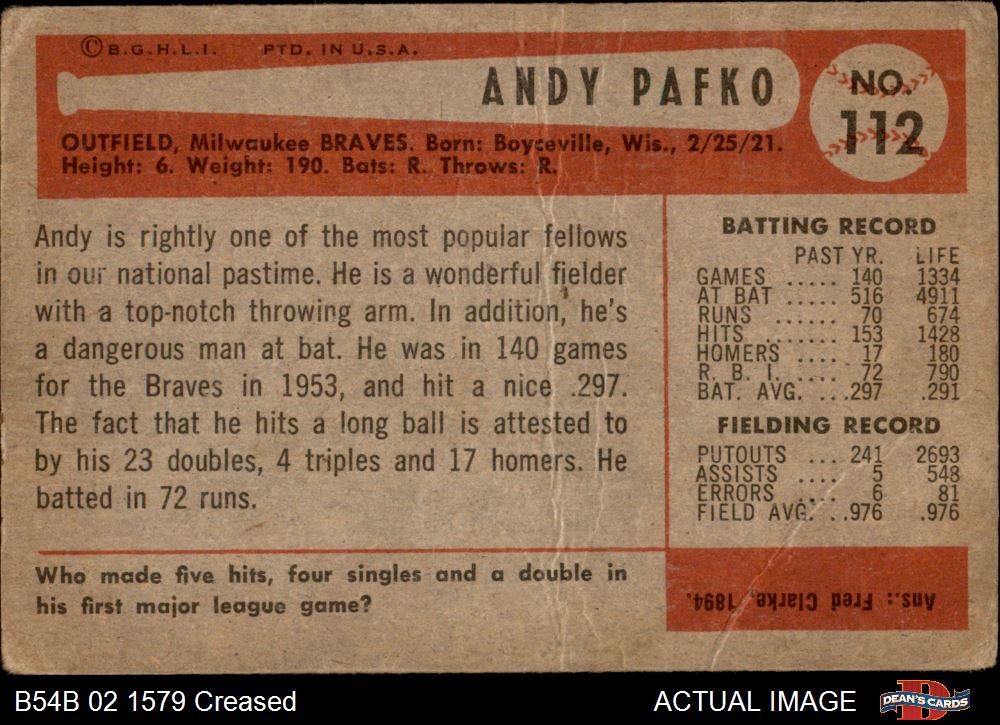 ©B.G.H.L.I. PTD. IN U.S.A.
ANDY PAFKO
NO. 112
OUTFIELD, Milwaukee BRAVES. Born: Boyceville, Wis., 2/25/21.
Height: 6. Weight: 190. Bats: R. Throws: R.
Andy is rightly one of the most popular fellows
in our national pastime. He is a wonderful fielder
with a top-notch throwing arm. In addition, he's
a dangerous man at bat. He was in 140 games
for the Braves in 1953, and hit a nice .297.
The fact that he hits a long ball is attested to
by his 23 doubles, 4 triples and 17 homers. He
batted in 72 runs.
BATTING RECORD
PAST YR. LIFE
GAMES ..... 140 1334
AT BAT ..... 516 4911
RUNS ...... 70 674
HITS ....... 153 1428
HOMERS .... 17 180
R. B. I. ..... 72 790
BAT. AVG. ...297 .291
FIELDING RECORD
PUTOUTS ... 241 2693
ASSISTS .... 5 548
ERRORS .... 6 81
FIELD AVG. ..976 .976
Who made five hits, four singles and a double in
his first major league game?
Ans.: Fred Clarke, 1894.
B54B 02 1579 Creased
ACTUAL IMAGE
D
DEAN'S CARDS